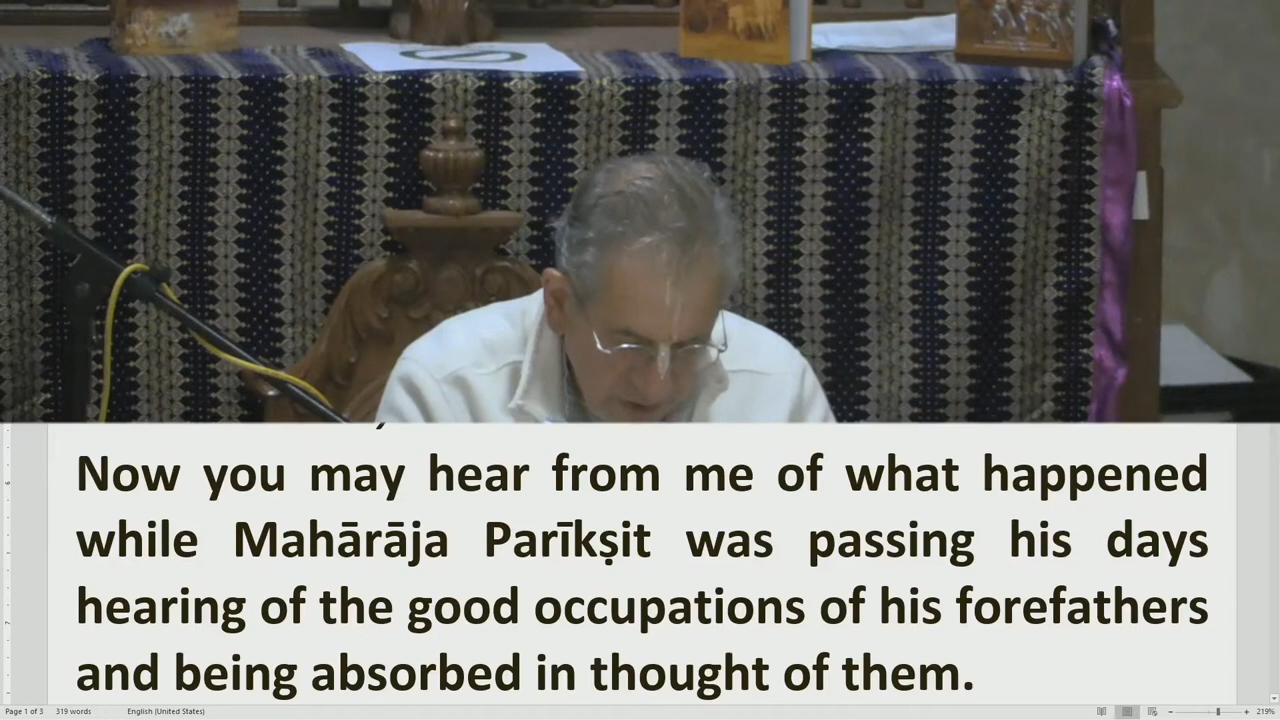 Now you may hear from me of what happened
while Mahārāja Parīkṣit was passing his days
hearing of the good occupations of his forefathers
and being absorbed in thought of them.
Page 1 of 3 319 words English (United States) 219%